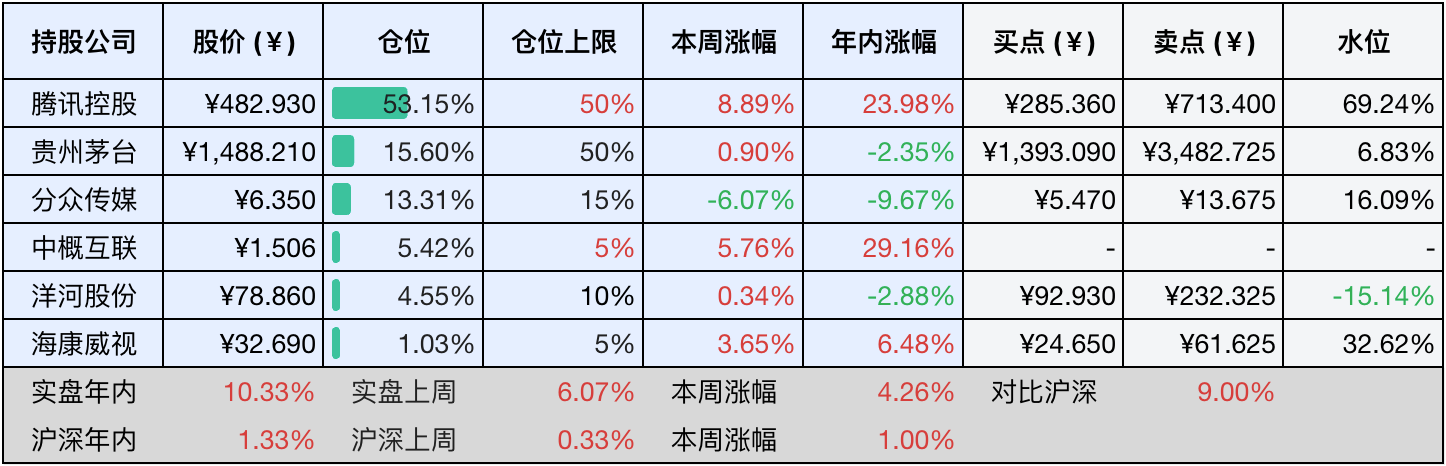 持股公司 股价 (¥) 仓位 仓位上限 本周涨幅 年内涨幅 买点 (¥) 卖点 (¥) 水位
腾讯控股 ¥482.930 53.15% 50% 8.89% 23.98% ¥285.360 ¥713.400 69.24%
贵州茅台 ¥1,488.210 15.60% 50% 0.90% -2.35% ¥1,393.090 ¥3,482.725 6.83%
分众传媒 ¥6.350 13.31% 15% -6.07% -9.67% ¥5.470 ¥13.675 16.09%
中概互联 ¥1.506 5.42% 5% 5.76% 29.16% - - -
洋河股份 ¥78.860 4.55% 10% 0.34% -2.88% ¥92.930 ¥232.325 -15.14%
海康威视 ¥32.690 1.03% 5% 3.65% 6.48% ¥24.650 ¥61.625 32.62%
实盘年内 10.33% 实盘上周 6.07% 本周涨幅 4.26% 对比沪深 9.00%
沪深年内 1.33% 沪深上周 0.33% 本周涨幅 1.00%